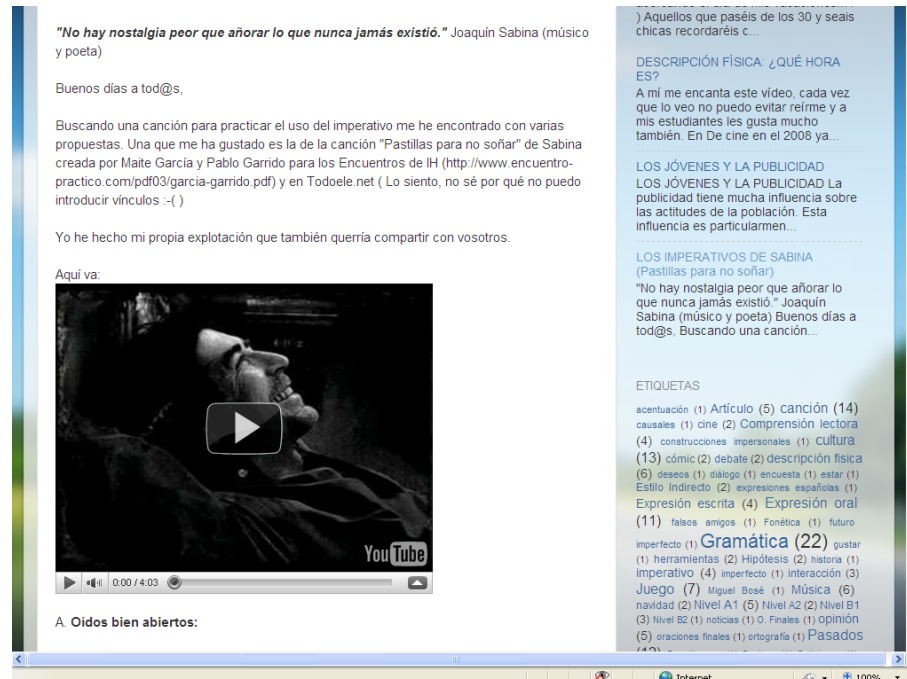 "No hay nostalgia peor que añorar lo que nunca jamás existió." Joaquín Sabina (músico
y poeta)
Buenos días a tod@s,
Buscando una canción para practicar el uso del imperativo me he encontrado con varias
propuestas. Una que me ha gustado es la de la canción "Pastillas para no soñar" de Sabina
creada por Maite García y Pablo Garrido para los Encuentros de IH (http://www.encuentro-
practico.com/pdf03/garcia-garrido.pdf) y en Todoele.net ( Lo siento, no sé por qué no puedo
introducir vínculos :-( )
Yo he hecho mi propia explotación que también querría compartir con vosotros.
Aquí va:
YouTube
0:00 / 4:03
A. Oidos bien abiertos:
) Aquellos que paséis de los 30 y seais
chicas recordaréis c...
DESCRIPCIÓN FÍSICA: ¿QUÉ HORA
ES?
A mí me encanta este vídeo, cada vez
que lo veo no puedo evitar reírme y a
mis estudiantes les gusta mucho
también. En De cine en el 2008 ya...
LOS JÓVENES Y LA PUBLICIDAD
LOS JÓVENES Y LA PUBLICIDAD La
publicidad tiene mucha influencia sobre
las actitudes de la población. Esta
influencia es particularmen...
LOS IMPERATIVOS DE SABINA
(Pastillas para no soñar)
"No hay nostalgia peor que añorar lo
que nunca jamás existió." Joaquín
Sabina (músico y poeta) Buenos días a
tod@s, Buscando una canción...
ETIQUETAS
acentuación (1) Artículo (5) canción (14)
causales (1) cine (2) Comprensión lectora
(4) construcciones impersonales (1) cultura
(13) cómic (2) debate (2) descripción física
(6) deseos (1) diálogo (1) encuesta (1) estar (1)
Estilo Indirecto (2) expresiones españolas (1)
Expresión escrita (4) Expresión oral
(11) falsos amigos (1) Fonética (1) futuro
imperfecto (1) Gramática (22) gustar
(1) herramientas (2) Hipótesis (2) historia (1)
imperativo (4) imperfecto (1) interacción (3)
Juego (7) Miguel Bosé (1) Música (6)
navidad (2) Nivel A1 (5) Nivel A2 (2) Nivel B1
(3) Nivel B2 (1) noticias (1) O. Finales (1) opinión
(5) oraciones finales (1) ortografía (1) Pasados
Internet
100%